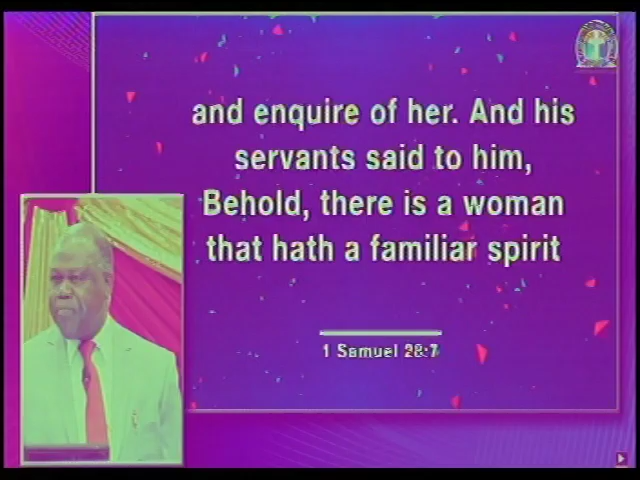 and enquire of her. And his
servants said to him,
Behold, there is a woman
that hath a familiar spirit
1 Samuel 28:7